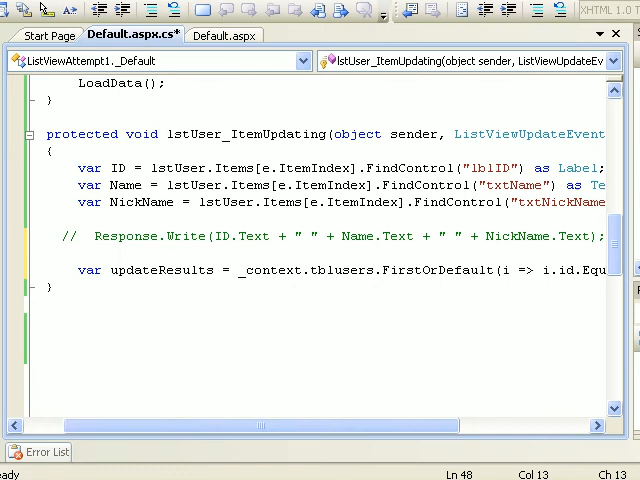 XHTML 1.0 T
Start Page Default.aspx.cs* Default.aspx
ListViewAttempt1._Default lstUser_ItemUpdating(object sender, ListViewUpdateEv
LoadData();
}
protected void lstUser_ItemUpdating(object sender, ListViewUpdateEvent
{
var ID = lstUser.Items[e.ItemIndex].FindControl("lblID") as Label;
var Name = lstUser.Items[e.ItemIndex].FindControl("txtName") as Te
var NickName = lstUser.Items[e.ItemIndex].FindControl("txtNickName
// Response.Write(ID.Text + " " + Name.Text + " " + NickName.Text);
var updateResults = _context.tblusers.FirstOrDefault(i => i.id.Equ
}
Error List
eady Ln 48 Col 13 Ch 13